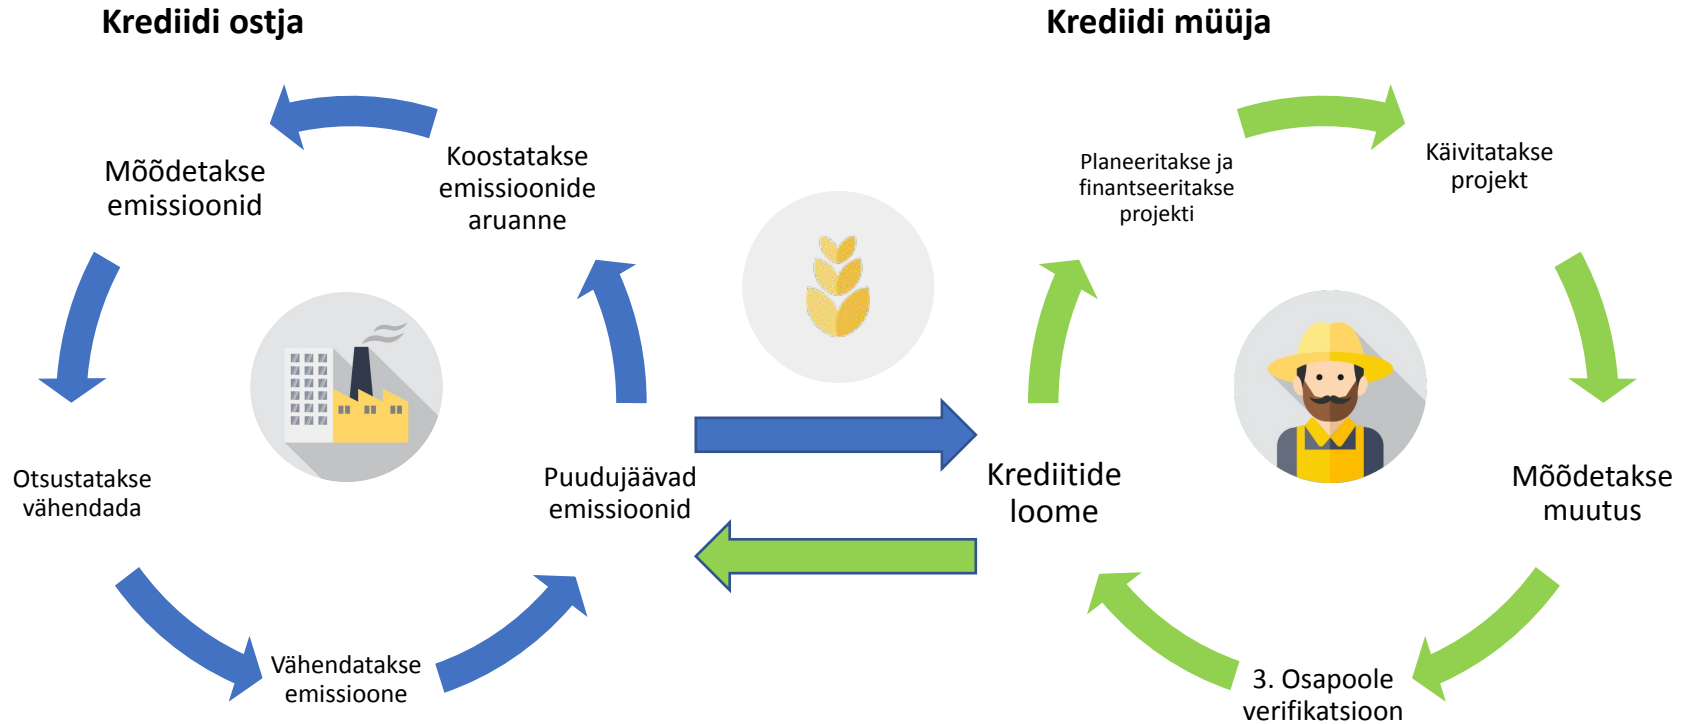 Krediidi ostja
Krediidi müüja
Mõõdetakse
emissioonid
Koostatakse
emissioonide
aruanne
Otsustatakse
vähendada
Vähendatakse
emissioone
Puudujäävad
emissioonid
Planeeritakse ja
finantseeritakse
projekti
Käivitatakse
projekt
Mõõdetakse
muutus
3. Osapoole
verifikatsioon
Krediitide
loome